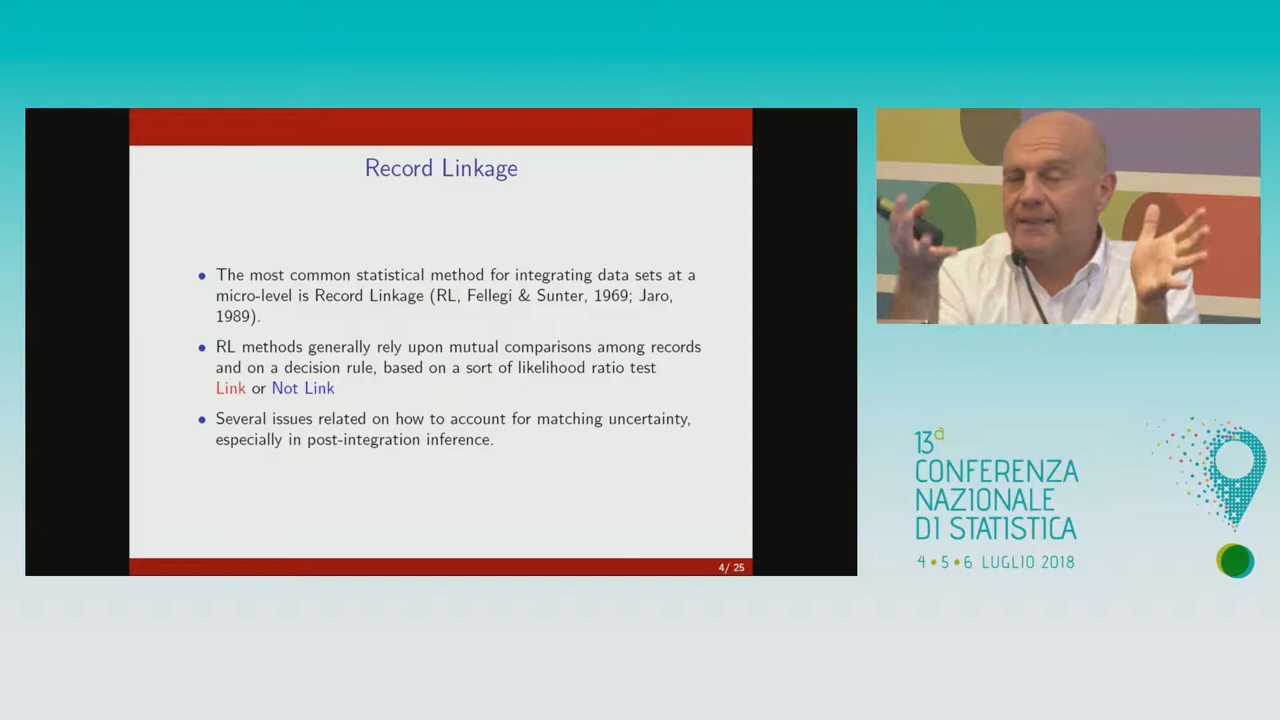 Record Linkage
• The most common statistical method for integrating data sets at a
micro-level is Record Linkage (RL, Fellegi & Sunter, 1969; Jaro,
1989).
• RL methods generally rely upon mutual comparisons among records
and on a decision rule, based on a sort of likelihood ratio test
Link or Not Link
• Several issues related on how to account for matching uncertainty,
especially in post-integration inference.
4/ 25
13ª
CONFERENZA
NAZIONALE
DI STATISTICA
4 • 5 • 6 LUGLIO 2018